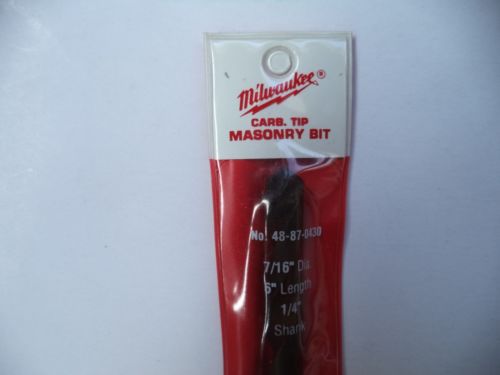 Milwaukee®
CARB. TIP
MASONRY BIT
No. 48-87-0430
7/16" Dia.
6" Length
1/4"
Shank